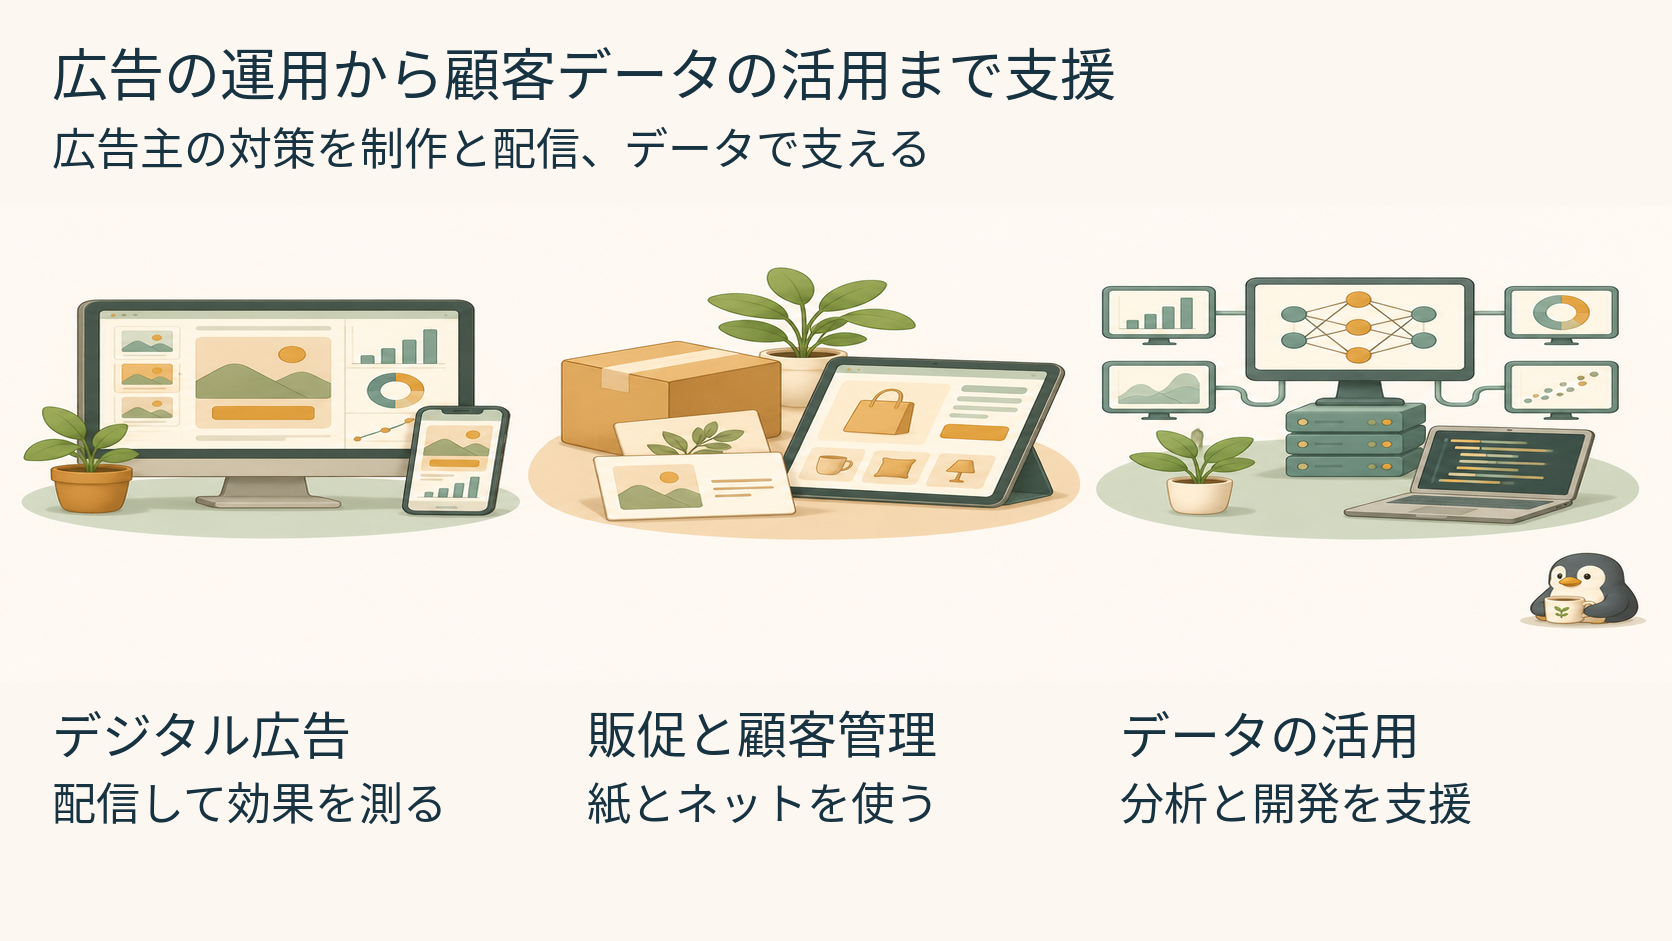 広告の運用から顧客データの活用まで支援
広告主の対策を制作と配信、データで支える
デジタル広告
配信して効果を測る
販促と顧客管理
紙とネットを使う
データの活用
分析と開発を支援